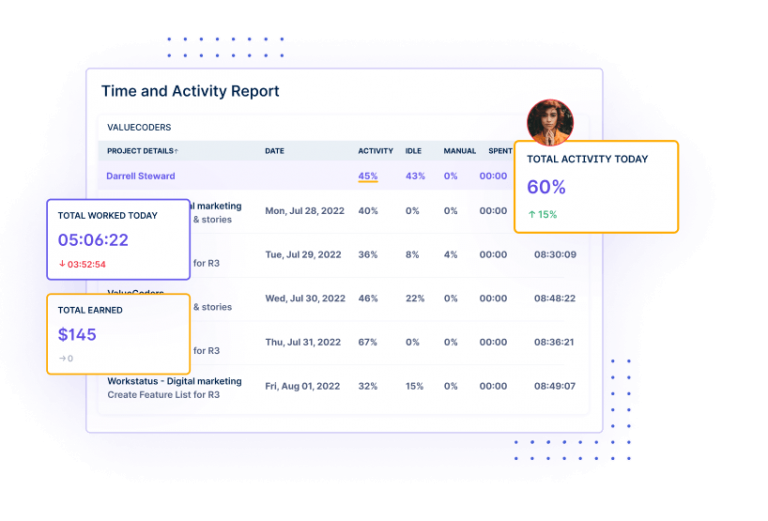 Time and Activity Report
VALUECODERS
PROJECT DETAILS↑ DATE ACTIVITY IDLE MANUAL SPENT
Darrell Steward 45% 43% 0% 00:00
TOTAL ACTIVITY TODAY
60%
↑ 15%
al marketing
& stories
Mon, Jul 28, 2022 40% 0% 0% 00:00
TOTAL WORKED TODAY
05:06:22
↓ 03:52:54
for R3
Tue, Jul 29, 2022 36% 8% 4% 00:00 08:30:09
ValueCoders
& stories
Wed, Jul 30, 2022 46% 22% 0% 00:00 08:48:22
TOTAL EARNED
$145
→0
for R3
Thu, Jul 31, 2022 67% 0% 0% 00:00 08:36:21
Workstatus - Digital marketing
Create Feature List for R3
Fri, Aug 01, 2022 32% 15% 0% 00:00 08:49:07